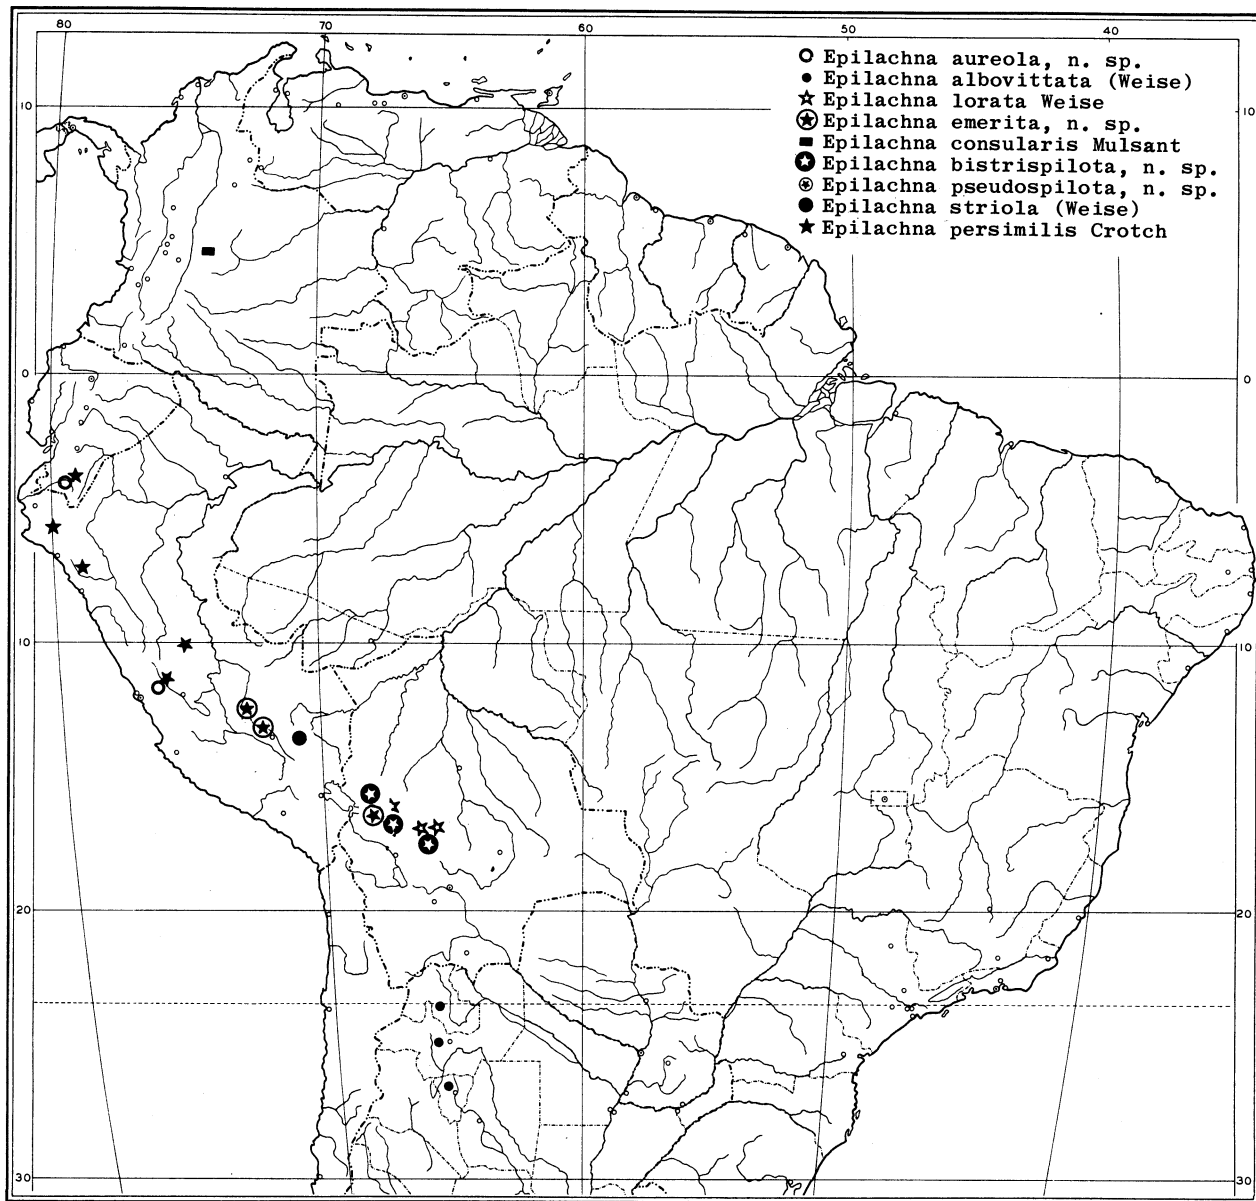 80 70 60 50 40
Epilachna aureola, n. sp.
Epilachna albovittata (Weise)
Epilachna lorata Weise
Epilachna emerita, n. sp.
Epilachna consularis Mulsant
Epilachna bistrispilota, n. sp.
Epilachna pseudospilota, n. sp.
Epilachna striola (Weise)
Epilachna persimilis Crotch
10 10
0 0
10 10
20 20
30 30